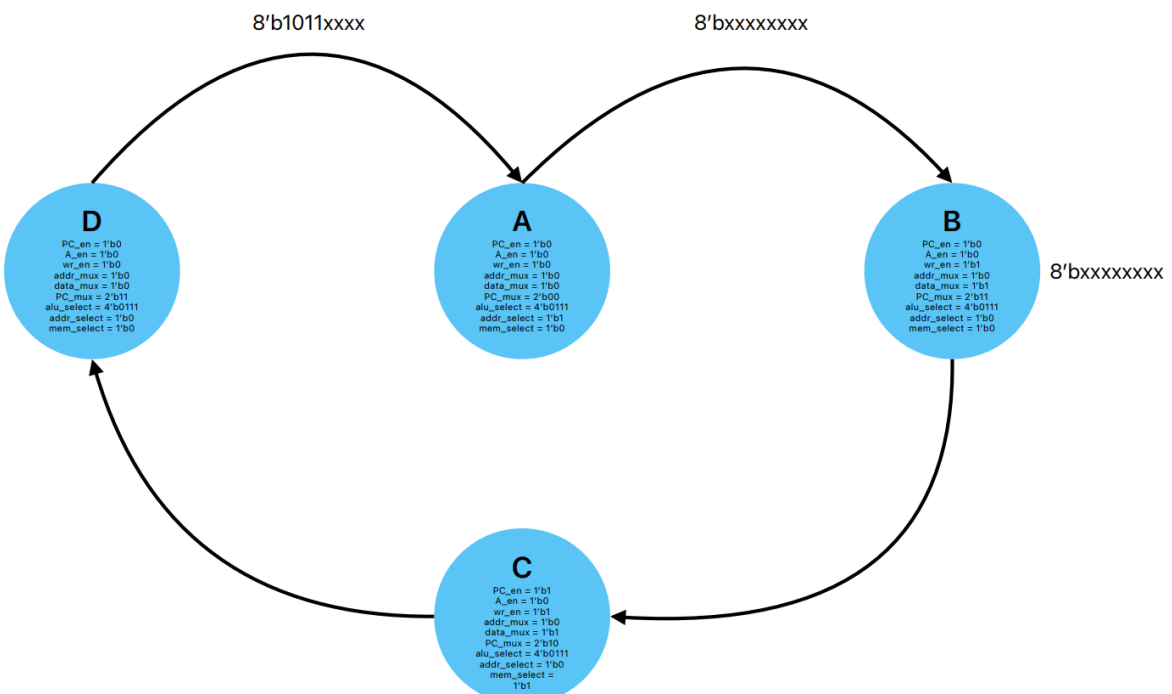 8’b1011xxxx
8’bxxxxxxxx
D
PC_en = 1'b0
A_en = 1'b0
wr_en = 1'b0
addr_mux = 1'b0
data_mux = 1'b0
PC_mux = 2'b11
alu_select = 4'b0111
addr_select = 1'b0
mem_select = 1'b0
A
PC_en = 1'b0
A_en = 1'b0
wr_en = 1'b0
addr_mux = 1'b0
data_mux = 1'b0
PC_mux = 2'b00
alu_select = 4'b0111
addr_select = 1'b1
mem_select = 1'b0
B
PC_en = 1'b0
A_en = 1'b0
wr_en = 1'b1
addr_mux = 1'b0
data_mux = 1'b1
PC_mux = 2'b11
alu_select = 4'b0111
addr_select = 1'b0
mem_select = 1'b0
8’bxxxxxxxx
C
PC_en = 1'b1
A_en = 1'b0
wr_en = 1'b1
addr_mux = 1'b0
data_mux = 1'b1
PC_mux = 2'b10
alu_select = 4'b0111
addr_select = 1'b0
mem_select =
1'b1